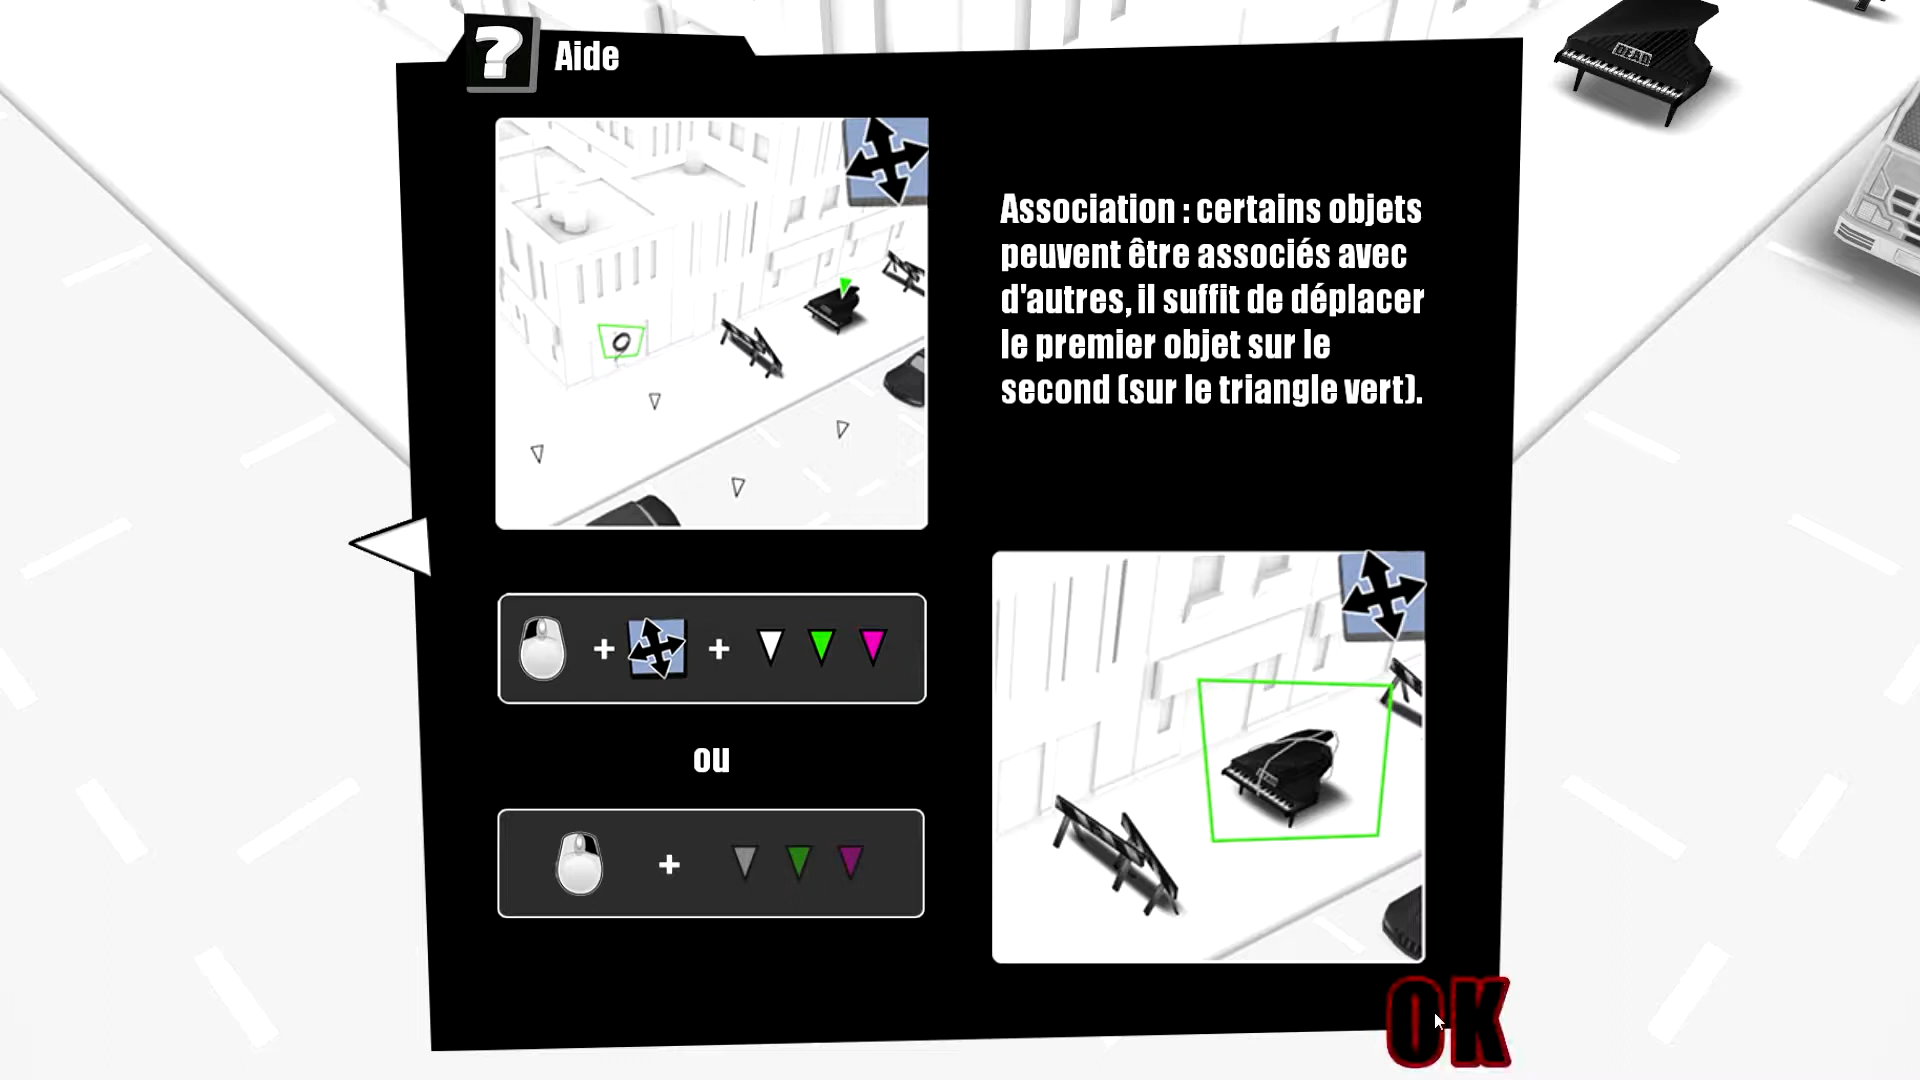 Aide
DEAD
Association : certains objets
peuvent être associés avec
d'autres, il suffit de déplacer
le premier objet sur le
second (sur le triangle vert).
+ +
ou
+
OK